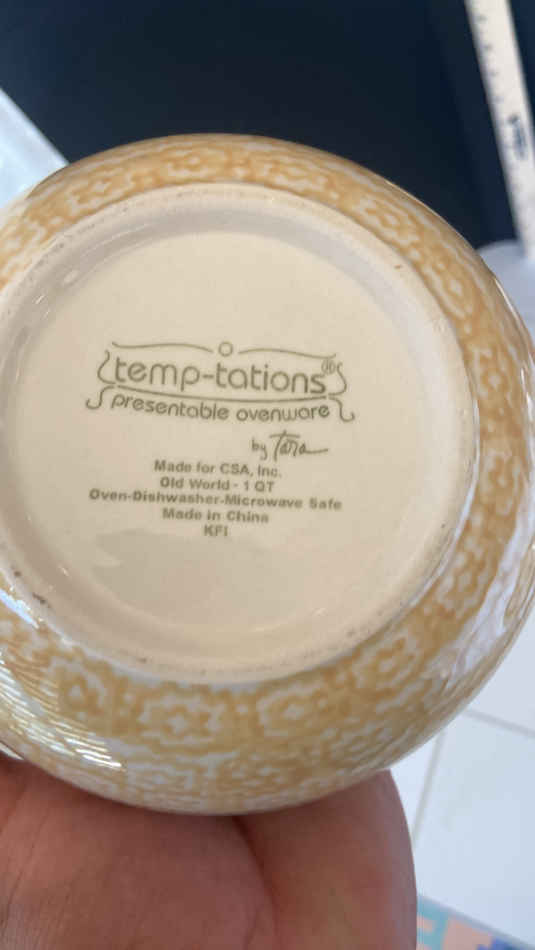 temp-tations®
presentable ovenware
by Tara
Made for CSA, Inc.
Old World - 1 QT
Oven-Dishwasher-Microwave Safe
Made in China
KFI